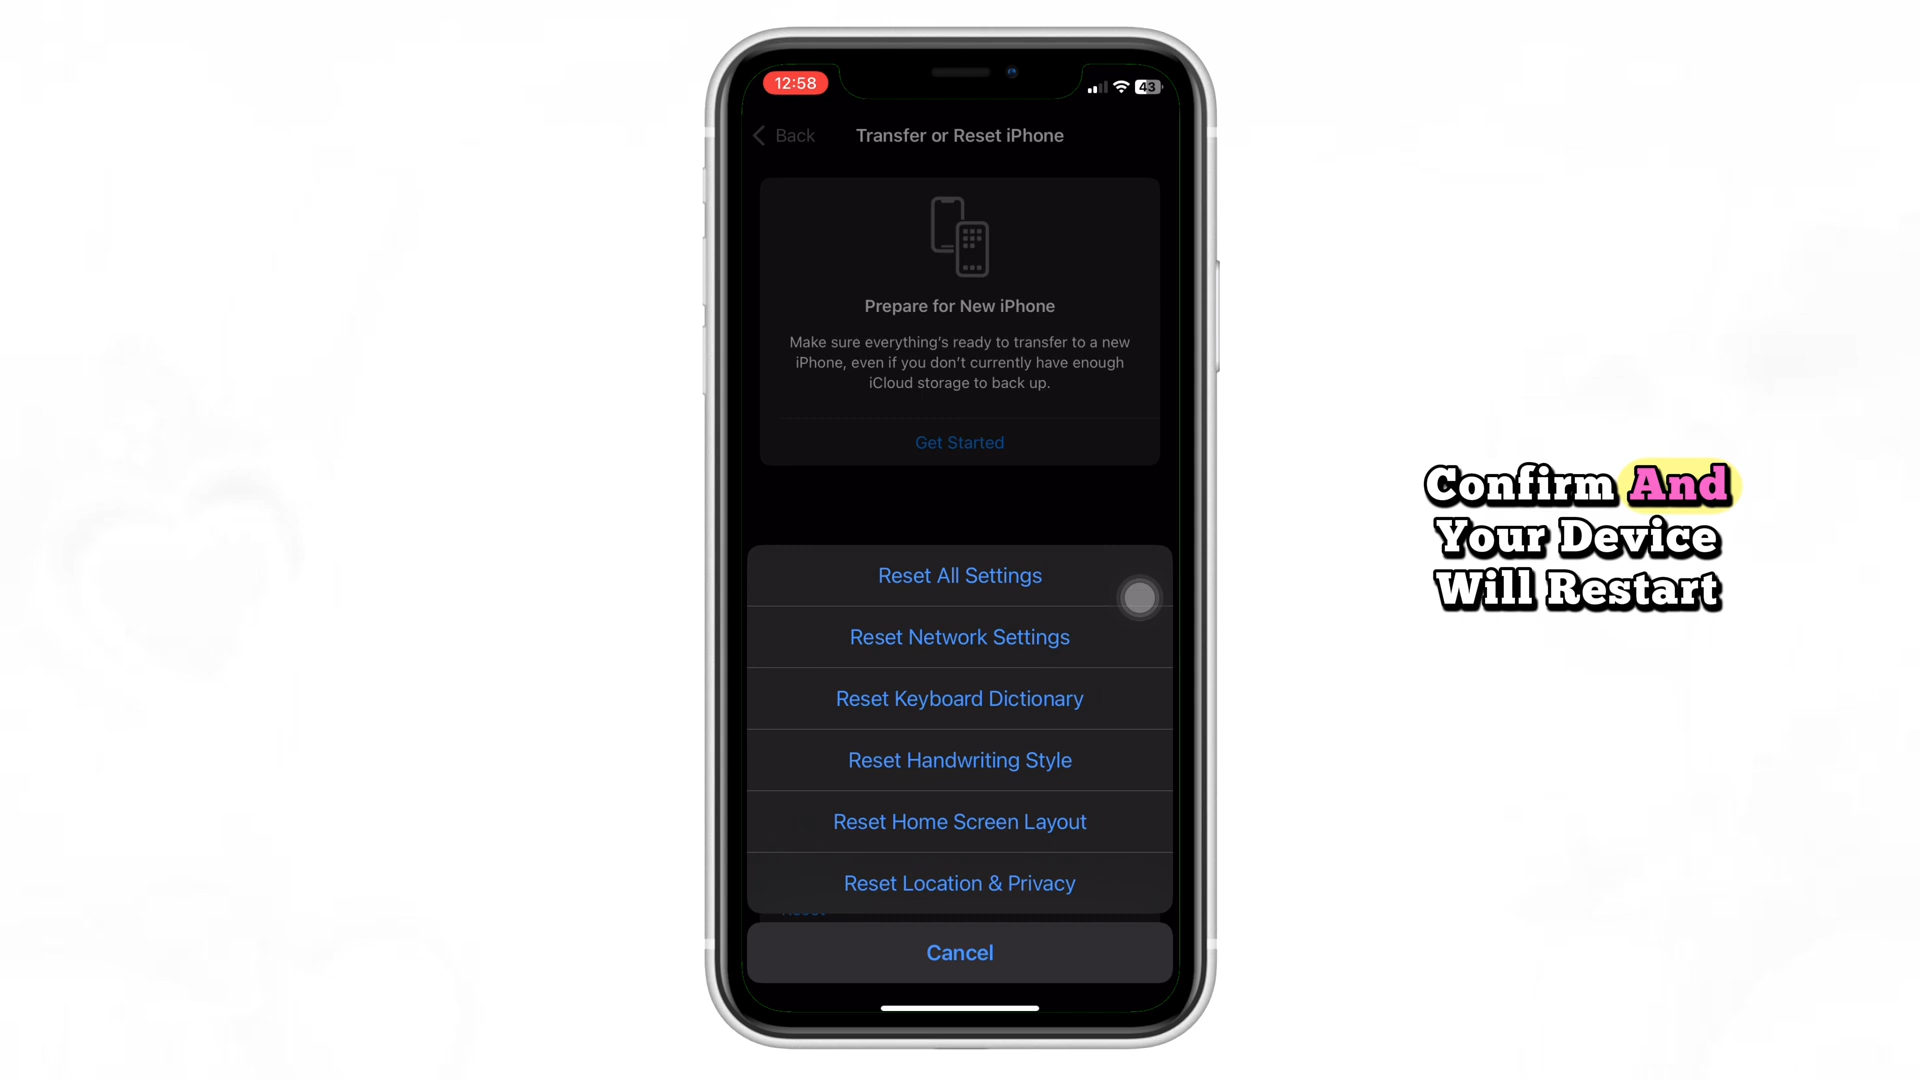 12:58
43
Back
Transfer or Reset iPhone
Prepare for New iPhone
Make sure everything's ready to transfer to a new
iPhone, even if you don't currently have enough
iCloud storage to back up.
Get Started
Reset All Settings
Reset Network Settings
Reset Keyboard Dictionary
Reset Handwriting Style
Reset Home Screen Layout
Reset Location & Privacy
Cancel
Confirm And
Your Device
Will Restart